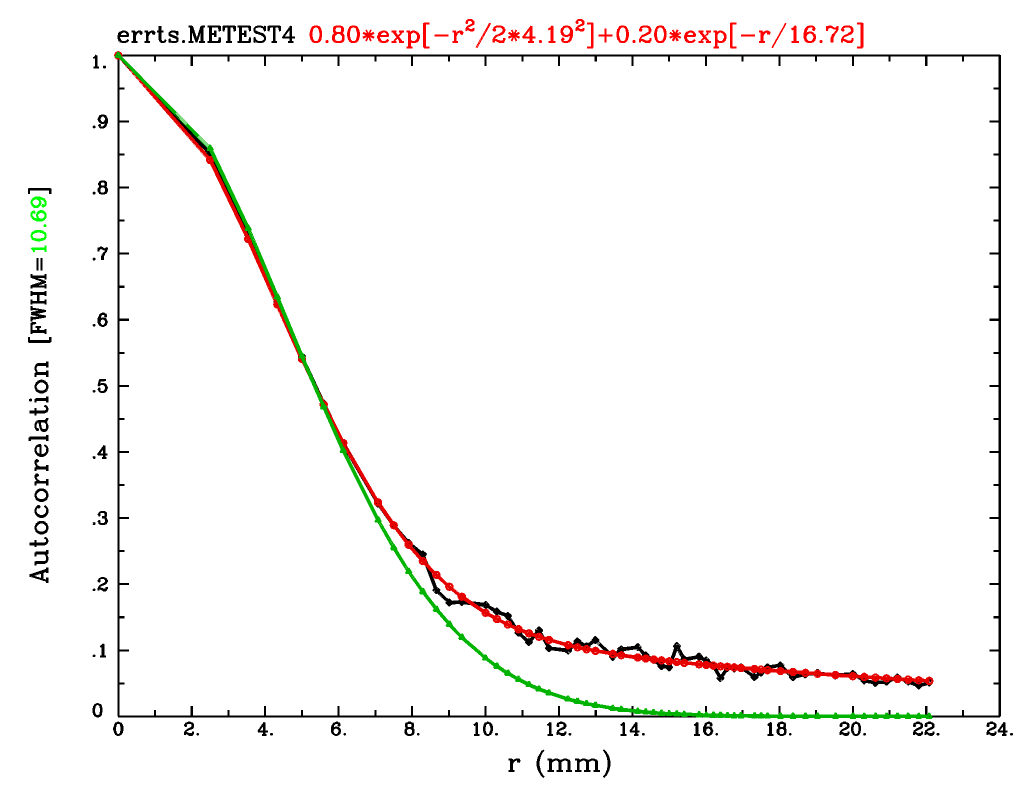 errts.METEST4 0.80*exp[-r²/2*4.19²]+0.20*exp[-r/16.72]
1.
.9
.8
.7
.6
.5
.4
.3
.2
.1
0
Autocorrelation [FWHM=10.69]
0 2. 4. 6. 8. 10. 12. 14. 16. 18. 20. 22. 24.
r (mm)